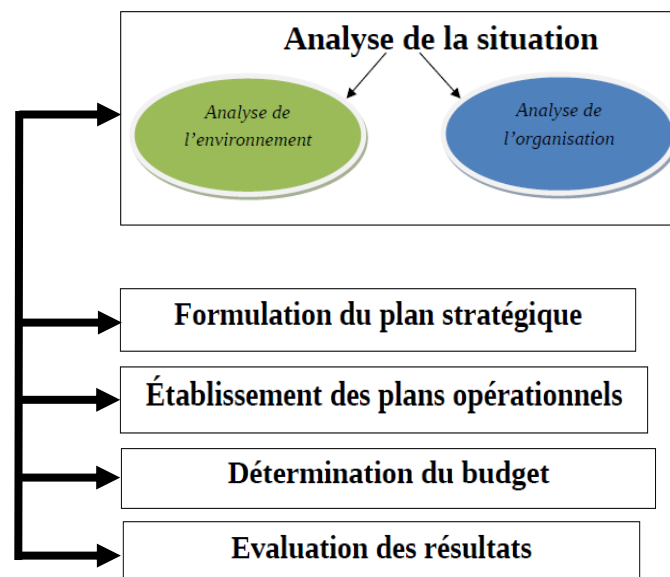 Analyse de la situation
Analyse de
l'environnement
Analyse de
l'organisation
Formulation du plan stratégique
Établissement des plans opérationnels
Détermination du budget
Evaluation des résultats